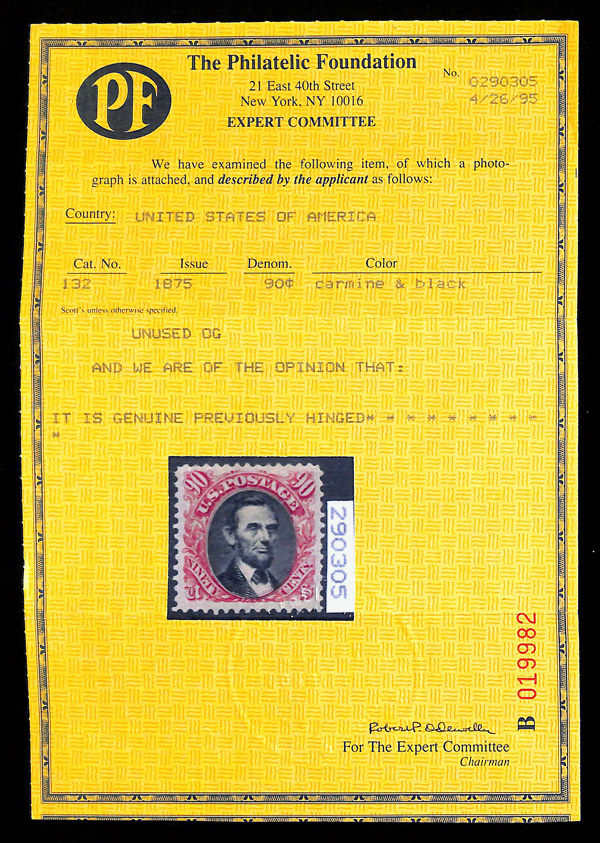 PF
The Philatelic Foundation
21 East 40th Street
New York, NY 10016
EXPERT COMMITTEE
No. 0290305
4/26/95
We have examined the following item, of which a photo-
graph is attached, and described by the applicant as follows:
Country: UNITED STATES OF AMERICA
Cat. No. Issue Denom. Color
132 1875 90¢ carmine & black
Scott's unless otherwise specified.
UNUSED OG
AND WE ARE OF THE OPINION THAT:
IT IS GENUINE PREVIOUSLY HINGED* * * * * * * * *
*
90 U.S. POSTAGE 90
NINETY CENTS
U S
290305
B 019982
Robert P. Odenweller
For The Expert Committee
Chairman